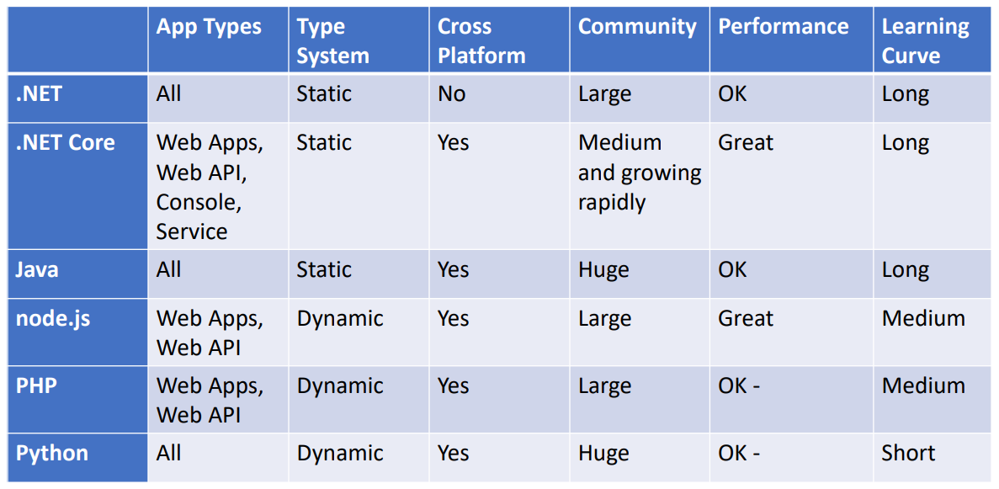 App Types Type System Cross Platform Community Performance Learning Curve
.NET All Static No Large OK Long
.NET Core Web Apps, Web API, Console, Service Static Yes Medium and growing rapidly Great Long
Java All Static Yes Huge OK Long
node.js Web Apps, Web API Dynamic Yes Large Great Medium
PHP Web Apps, Web API Dynamic Yes Large OK - Medium
Python All Dynamic Yes Huge OK - Short